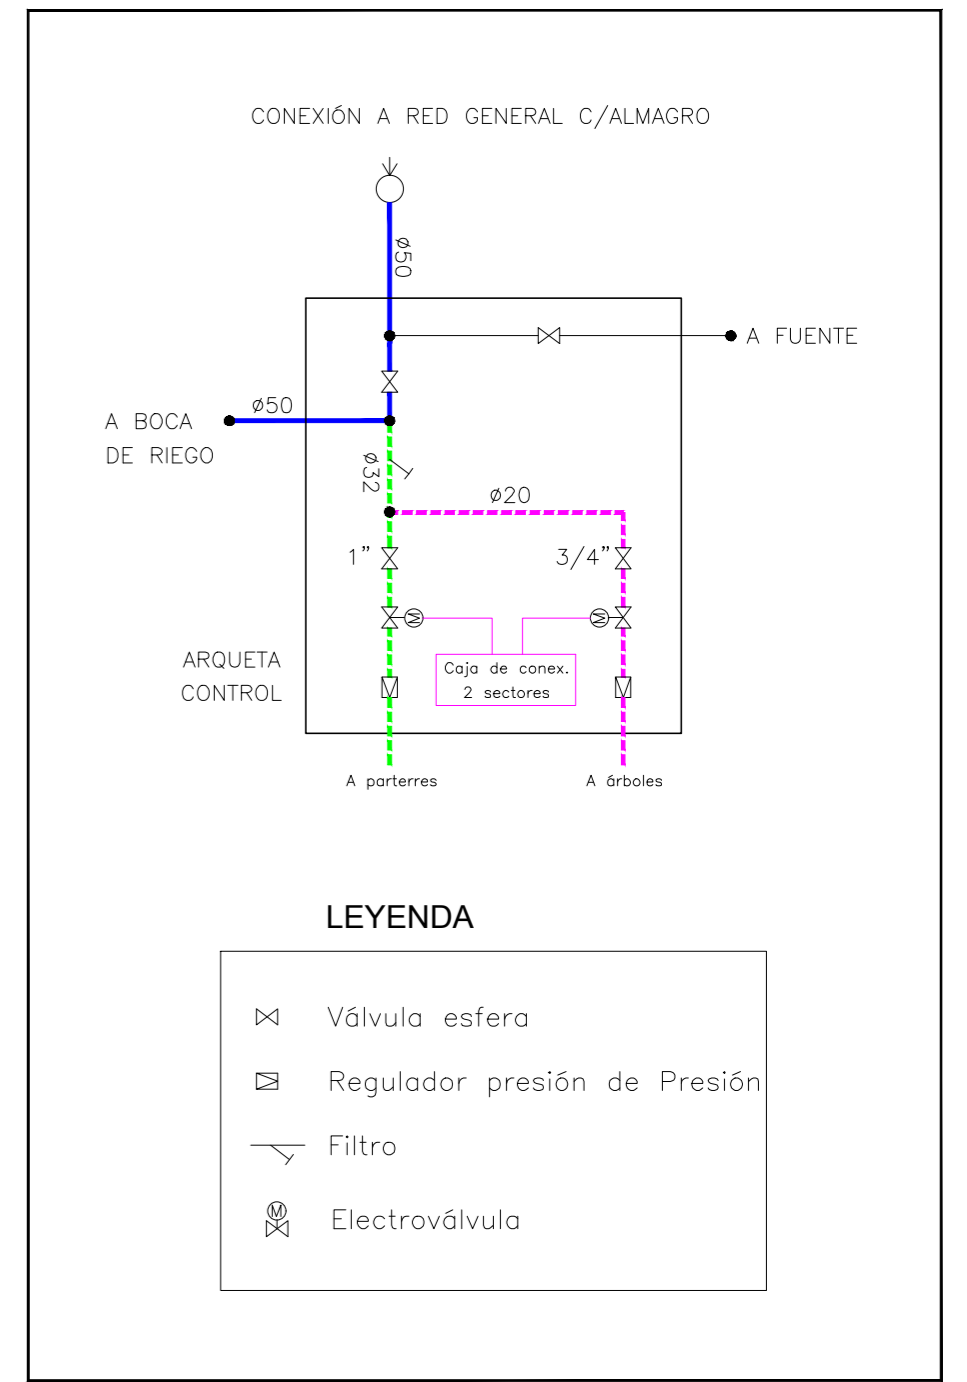 CONEXIÓN A RED GENERAL C/ALMAGRO
ø50
A FUENTE
ø50
A BOCA
DE RIEGO
ø32
ø20
1"
3/4"
M
M
ARQUETA
CONTROL
Caja de conex.
2 sectores
A parterres
A árboles
LEYENDA
Válvula esfera
Regulador presión de Presión
Filtro
M
Electroválvula